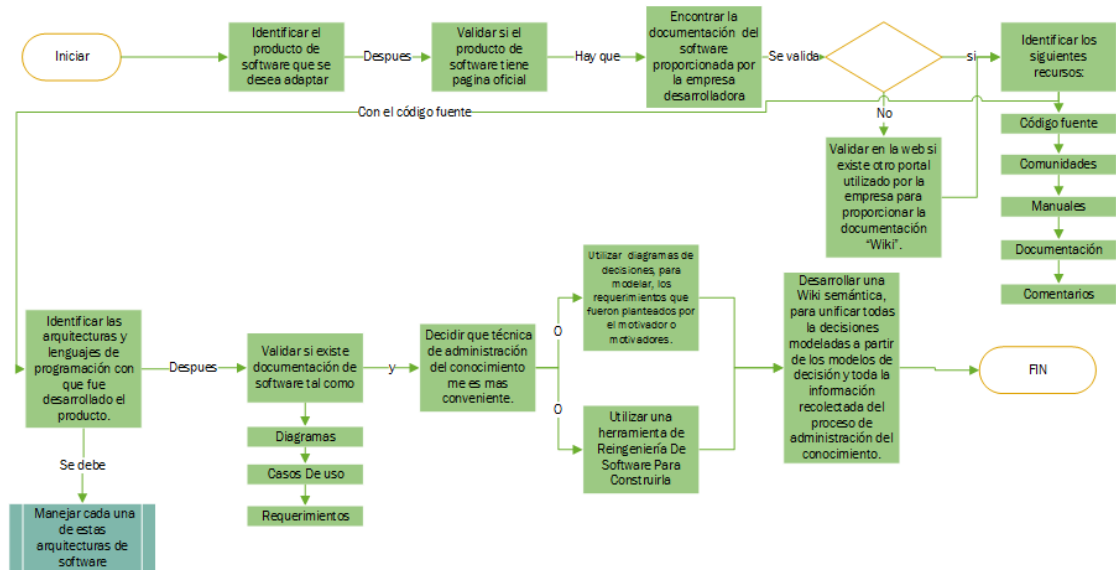 Iniciar
Identificar el
producto de
software que se
desea adaptar
Despues
Validar si el
producto de
software tiene
pagina oficial
Hay que
Encontrar la
documentación del
software
proporcionada por
la empresa
desarrolladora
Se valida
si
Identificar los
siguientes
recursos:
No
Con el código fuente
Código fuente
Comunidades
Manuales
Documentación
Comentarios
Validar en la web si
existe otro portal
utilizado por la
empresa para
proporcionar la
documentación
“Wiki”.
Identificar las
arquitecturas y
lenguajes de
programación con
que fue
desarrollado el
producto.
Despues
Validar si existe
documentación de
software tal como
y
Decidir que técnica
de administración
del conocimiento
me es mas
conveniente.
O
O
Utilizar diagramas de
decisiones, para
modelar, los
requerimientos que
fueron planteados por
el motivador o
motivadores.
Utilizar una
herramienta de
Reingeniería De
Software Para
Construirla
Desarrollar una
Wiki semántica,
para unificar todas
la decisiones
modeladas a partir
de los modelos de
decisión y toda la
información
recolectada del
proceso de
administración del
conocimiento.
FIN
Diagramas
Casos De uso
Requerimientos
Se debe
Manejar cada una
de estas
arquitecturas de
software